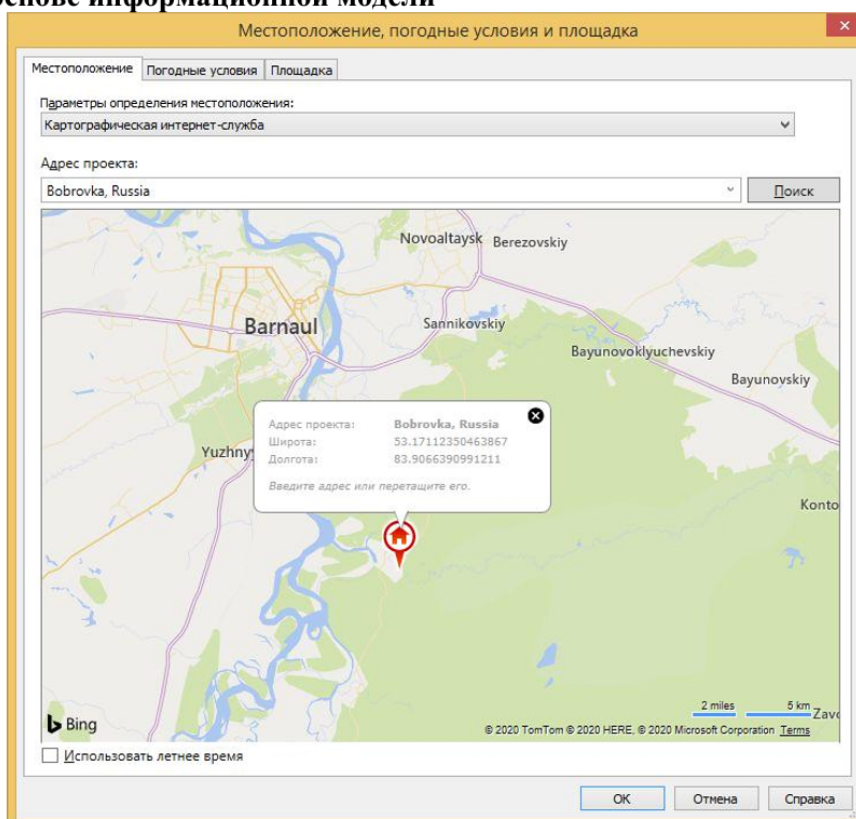 основе информационной модели
Местоположение, погодные условия и площадка
Местоположение Погодные условия Площадка
Параметры определения местоположения:
Картографическая интернет-служба
Адрес проекта:
Bobrovka, Russia Поиск
Novoaltaysk Berezovskiy
Barnaul Sannikovskiy
Bayunovoklyuchevskiy
Bayunovskiy
Адрес проекта: Bobrovka, Russia
Широта: 53.17112350463867
Долгота: 83.9066390991211
Введите адрес или перетащите его.
Yuzhny
Konto
2 miles 5 km
Zavo
Bing
© 2020 TomTom © 2020 HERE, © 2020 Microsoft Corporation Terms
Использовать летнее время
OK Отмена Справка